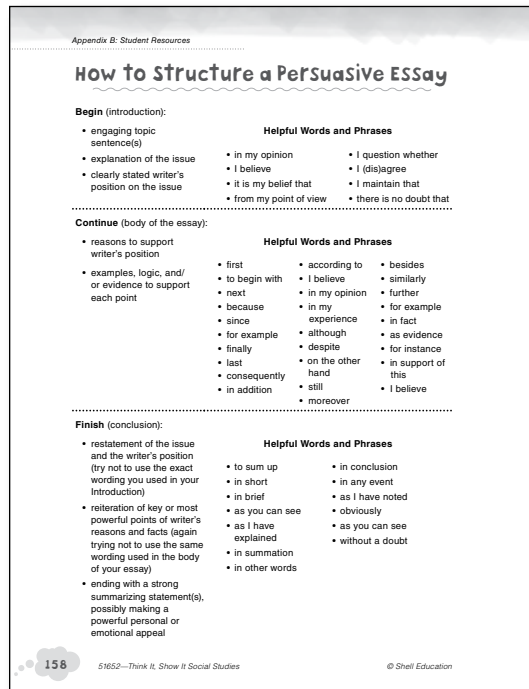 Appendix B: Student Resources
How to Structure a Persuasive Essay
Begin (introduction):
• engaging topic
sentence(s)
• explanation of the issue
• clearly stated writer's
position on the issue
Helpful Words and Phrases
• in my opinion
• I believe
• it is my belief that
• from my point of view
• I question whether
• I (dis)agree
• I maintain that
• there is no doubt that
Continue (body of the essay):
• reasons to support
writer's position
• examples, logic, and/
or evidence to support
each point
Helpful Words and Phrases
• first
• to begin with
• next
• because
• since
• for example
• finally
• last
• consequently
• in addition
• according to
• I believe
• in my opinion
• in my
experience
• although
• despite
• on the other
hand
• still
• moreover
• besides
• similarly
• further
• for example
• in fact
• as evidence
• for instance
• in support of
this
• I believe
Finish (conclusion):
• restatement of the issue
and the writer's position
(try not to use the exact
wording you used in your
Introduction)
• reiteration of key or most
powerful points of writer's
reasons and facts (again
trying not to use the same
wording used in the body
of your essay)
• ending with a strong
summarizing statement(s),
possibly making a
powerful personal or
emotional appeal
Helpful Words and Phrases
• to sum up
• in short
• in brief
• as you can see
• as I have
explained
• in summation
• in other words
• in conclusion
• in any event
• as I have noted
• obviously
• as you can see
• without a doubt
158
51652—Think It, Show It Social Studies
© Shell Education